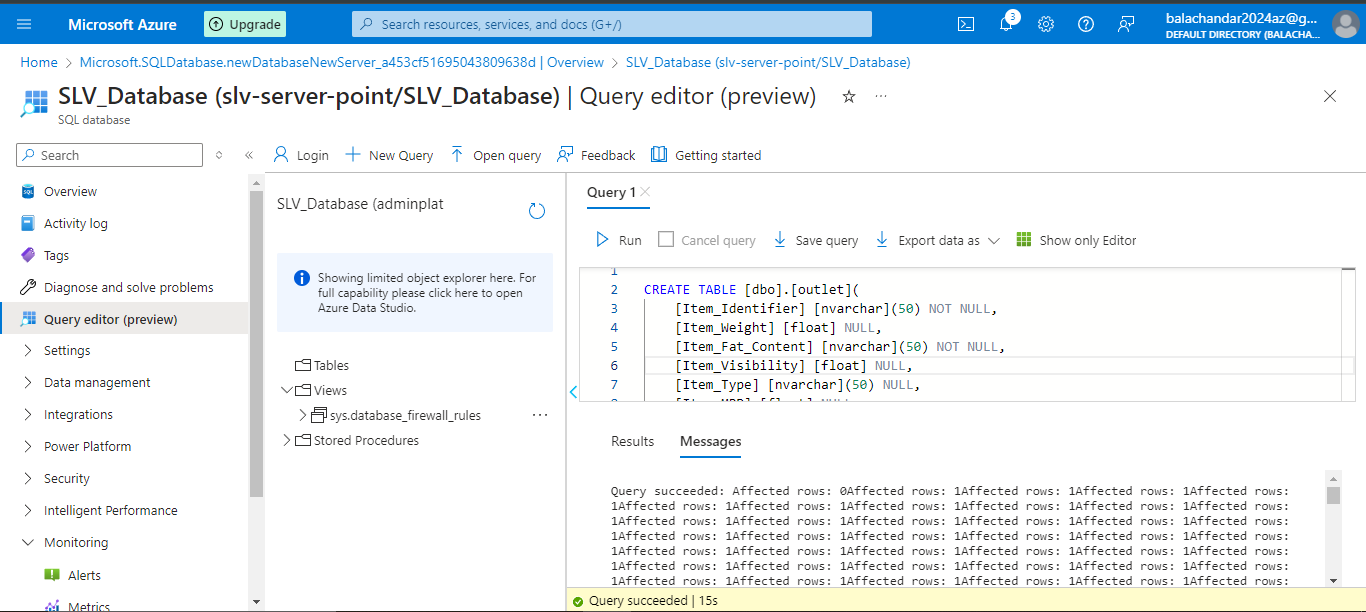 Microsoft Azure
Upgrade
Search resources, services, and docs (G+/)
3
balachandar2024az@g...
DEFAULT DIRECTORY (BALACHA...
Home > Microsoft.SQLDatabase.newDatabaseNewServer_a453cf51695043809638d | Overview > SLV_Database (slv-server-point/SLV_Database)
SLV_Database (slv-server-point/SLV_Database) | Query editor (preview)
SQL database
Search
Overview
Activity log
Tags
Diagnose and solve problems
Query editor (preview)
Settings
Data management
Integrations
Power Platform
Security
Intelligent Performance
Monitoring
Alerts
Metrics
Login
New Query
Open query
Feedback
Getting started
SLV_Database (adminplat
Showing limited object explorer here. For
full capability please click here to open
Azure Data Studio.
Tables
Views
sys.database_firewall_rules
Stored Procedures
Query 1
Run
Cancel query
Save query
Export data as
Show only Editor
1
2 CREATE TABLE [dbo].[outlet](
3 [Item_Identifier] [nvarchar](50) NOT NULL,
4 [Item_Weight] [float] NULL,
5 [Item_Fat_Content] [nvarchar](50) NOT NULL,
6 [Item_Visibility] [float] NULL,
7 [Item_Type] [nvarchar](50) NULL,
8 [Item_MRP] [float] NULL
Results
Messages
Query succeeded: Affected rows: 0Affected rows: 1Affected rows: 1Affected rows: 1Affected rows:
1Affected rows: 1Affected rows: 1Affected rows: 1Affected rows: 1Affected rows: 1Affected rows:
1Affected rows: 1Affected rows: 1Affected rows: 1Affected rows: 1Affected rows: 1Affected rows:
1Affected rows: 1Affected rows: 1Affected rows: 1Affected rows: 1Affected rows: 1Affected rows:
1Affected rows: 1Affected rows: 1Affected rows: 1Affected rows: 1Affected rows: 1Affected rows:
1Affected rows: 1Affected rows: 1Affected rows: 1Affected rows: 1Affected rows: 1Affected rows:
1Affected rows: 1Affected rows: 1Affected rows: 1Affected rows: 1Affected rows: 1Affected rows:
Query succeeded | 15s